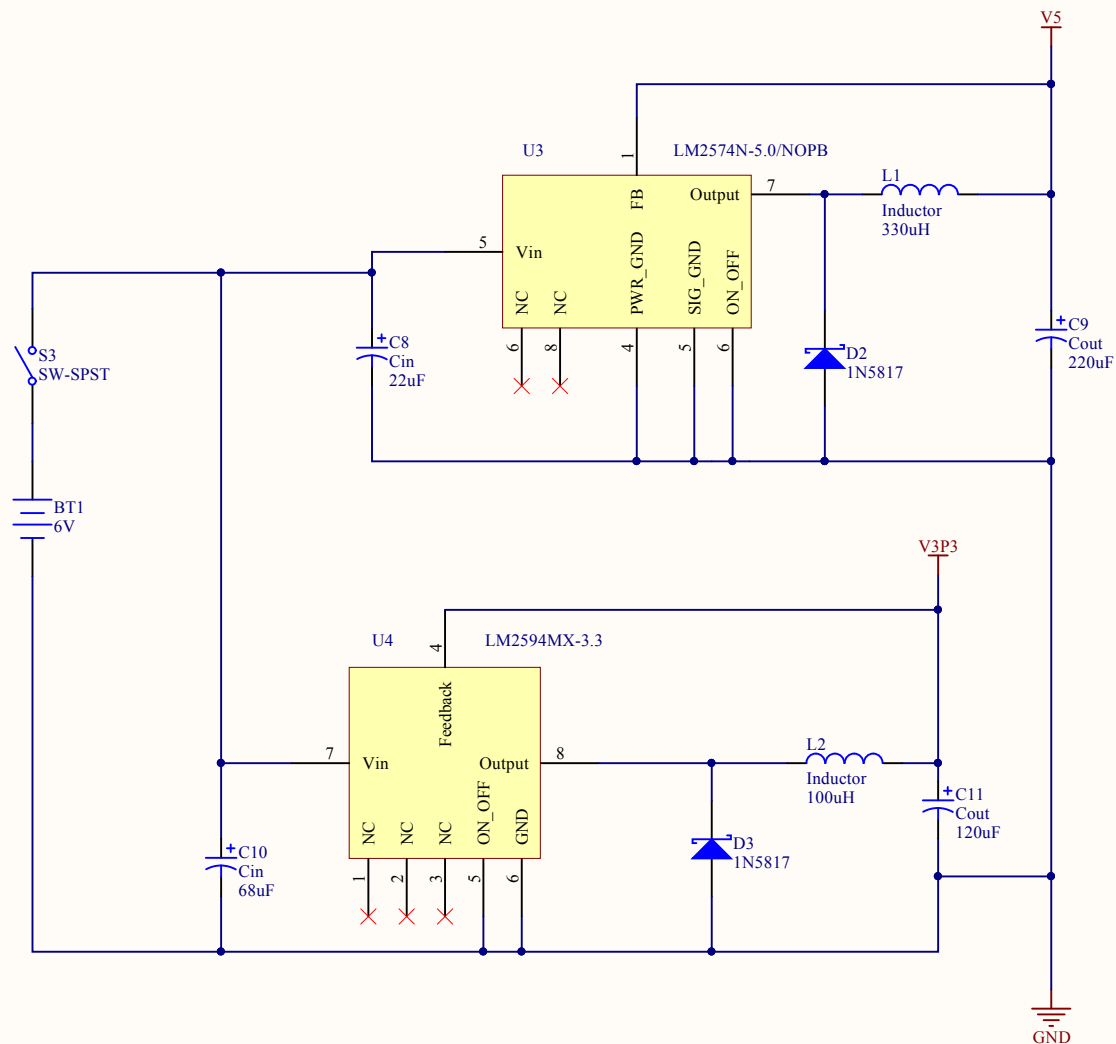 V5
U3
LM2574N-5.0/NOPB
1
FB
Output
7
L1
Inductor
330uH
5
Vin
NC
NC
PWR_GND
SIG_GND
ON_OFF
6
8
4
5
6
C8
Cin
22uF
D2
1N5817
C9
Cout
220uF
S3
SW-SPST
BT1
6V
V3P3
U4
LM2594MX-3.3
4
Feedback
7
Vin
Output
8
L2
Inductor
100uH
NC
NC
NC
ON_OFF
GND
1
2
3
5
6
D3
1N5817
C11
Cout
120uF
C10
Cin
68uF
GND